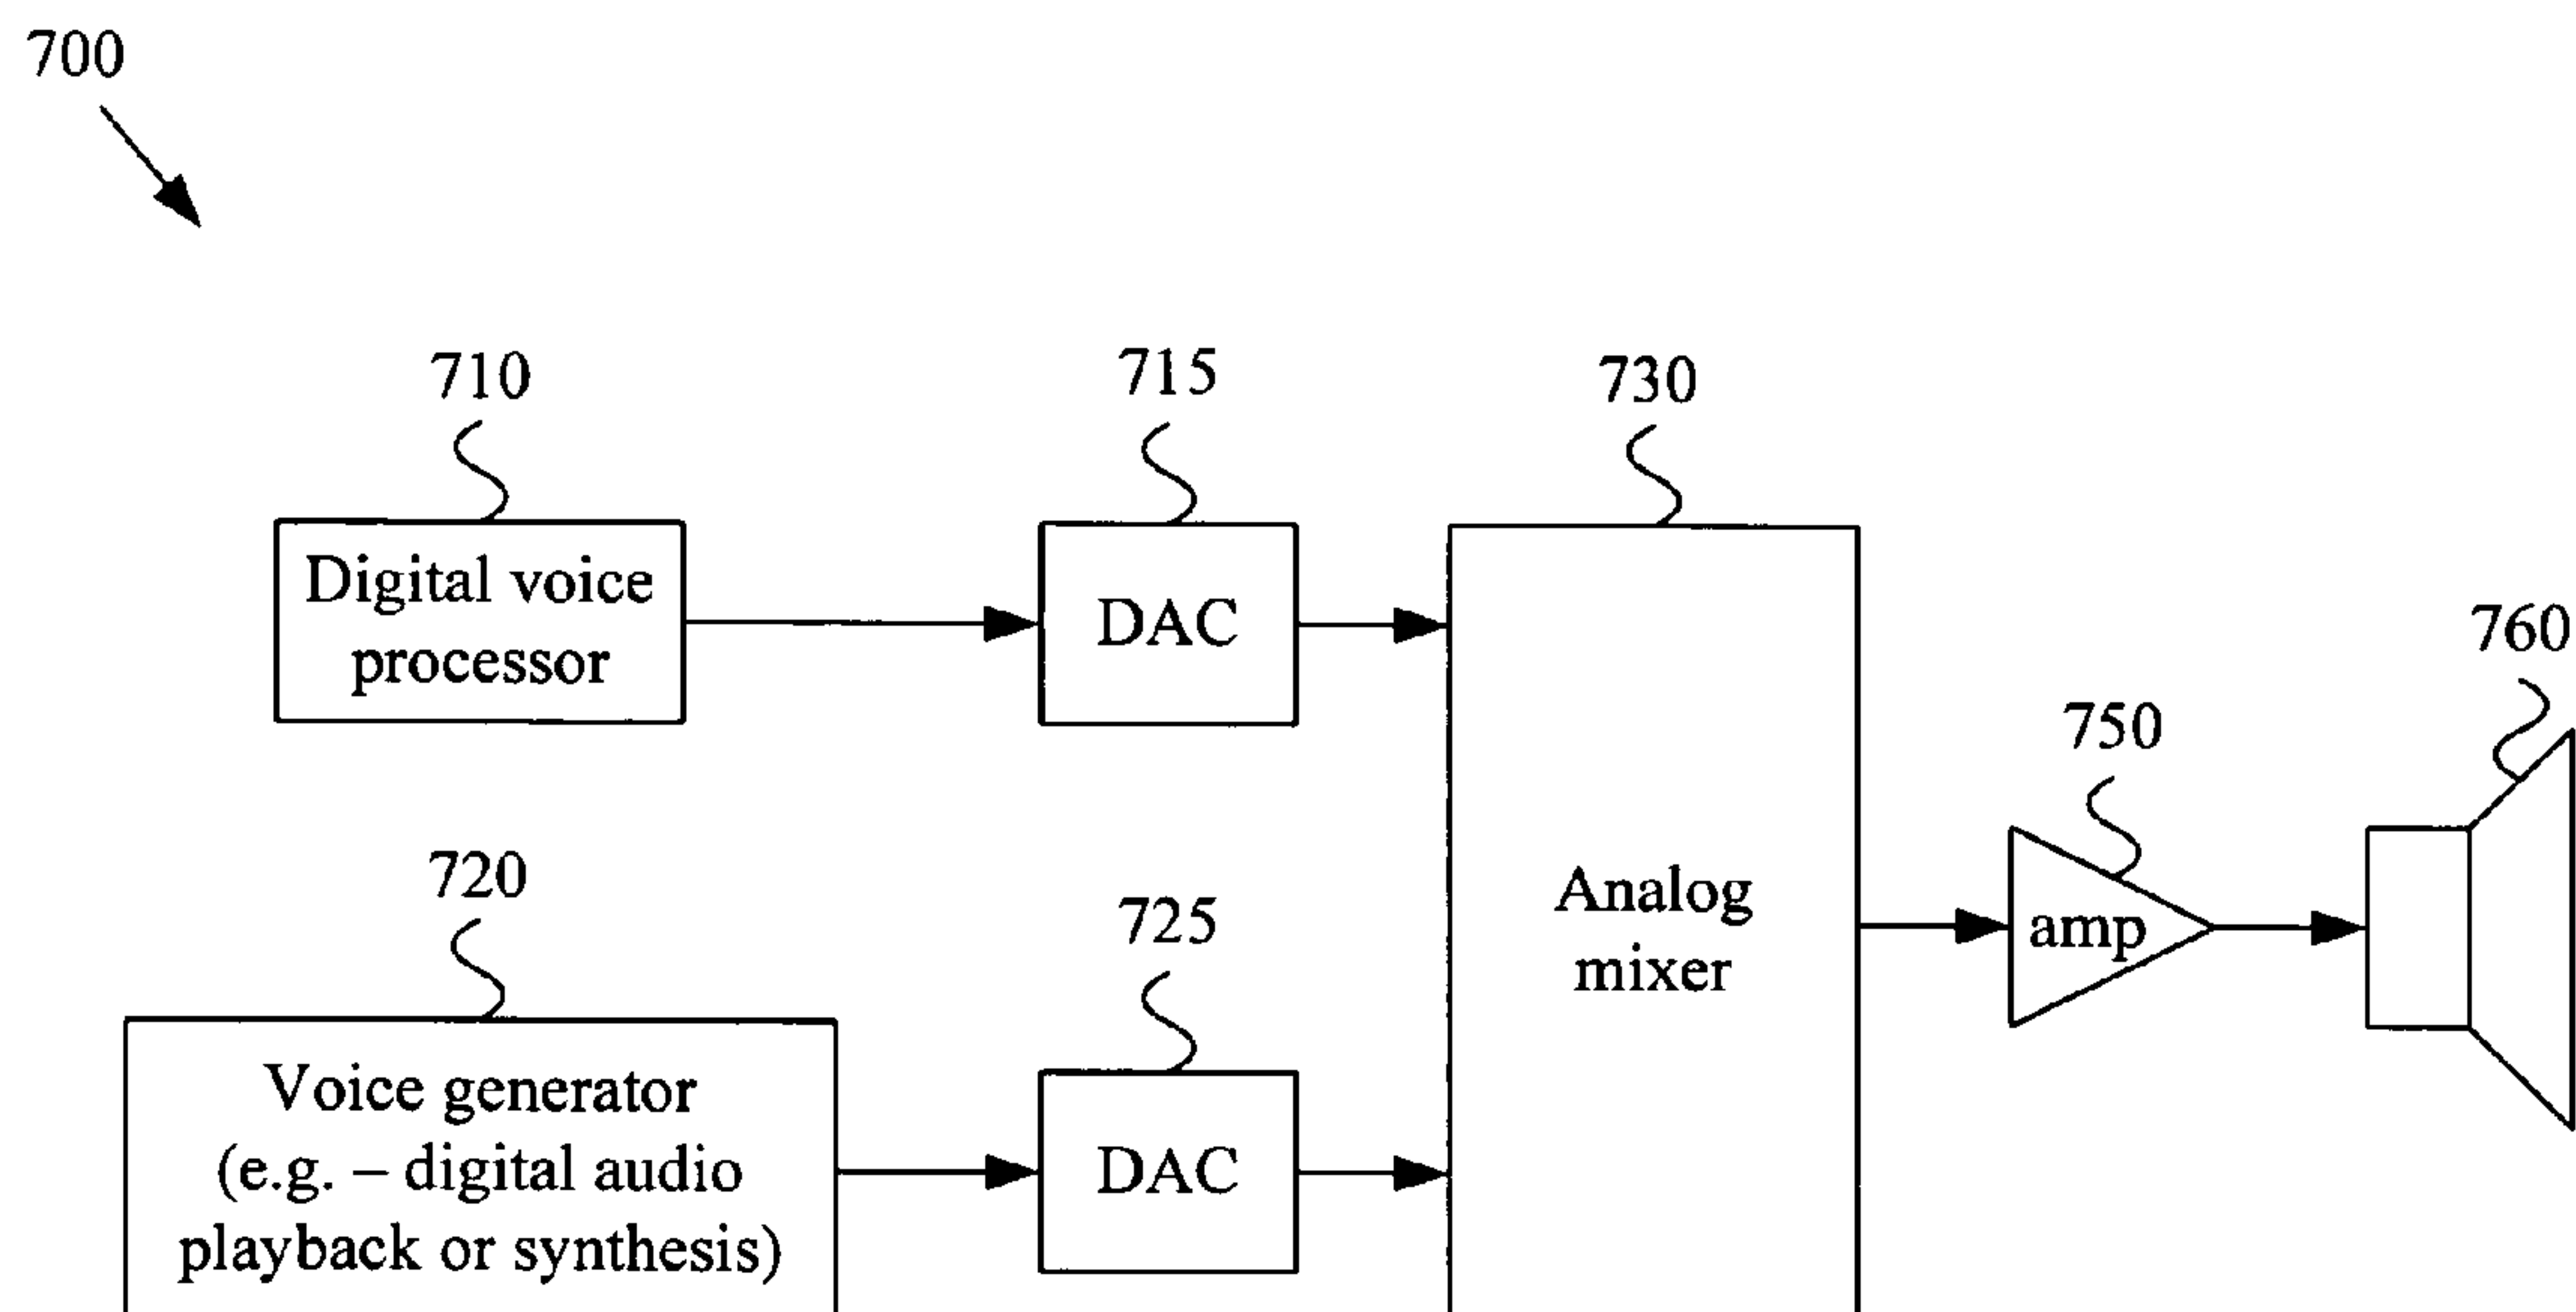 700
710
715
730
Digital voice
processor
DAC
760
750
720
725
Analog
mixer
amp
Voice generator
(e.g. – digital audio
playback or synthesis)
DAC